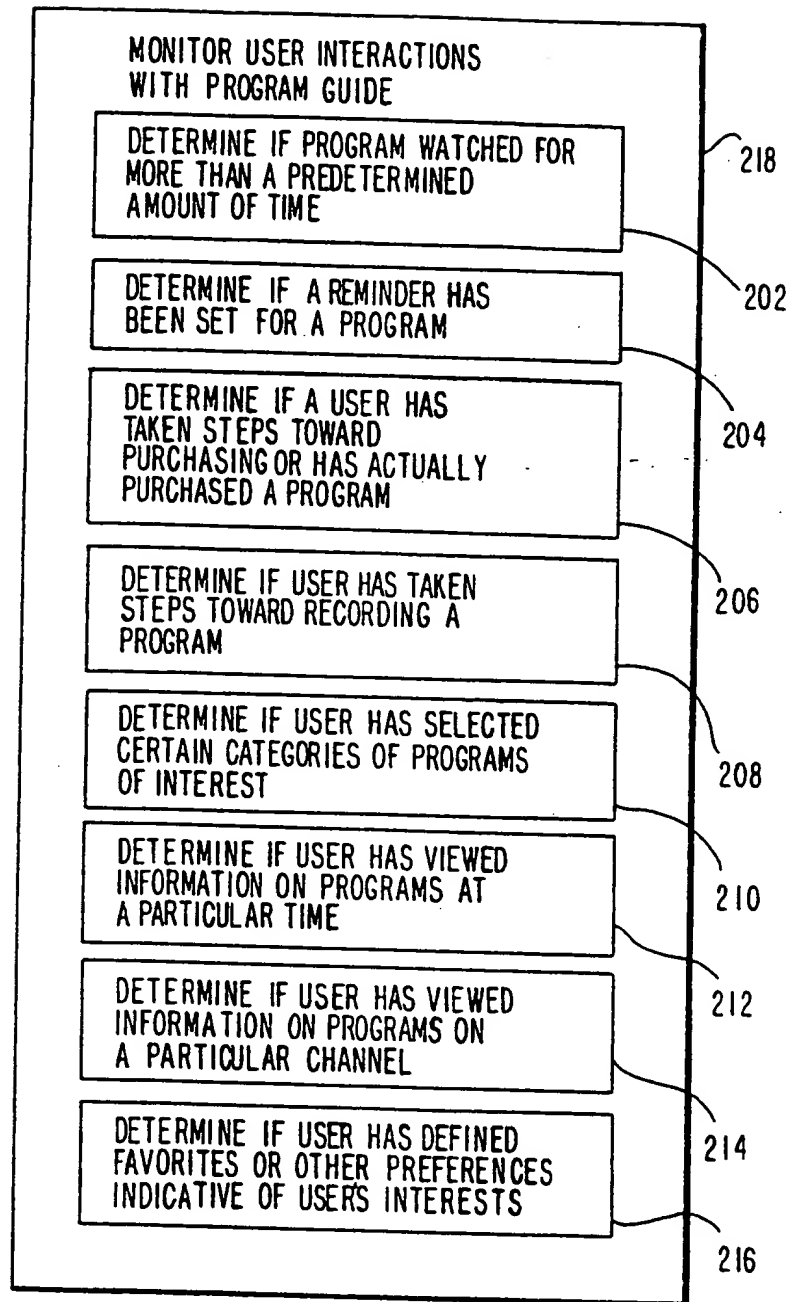 MONITOR USER INTERACTIONS
WITH PROGRAM GUIDE
DETERMINE IF PROGRAM WATCHED FOR
MORE THAN A PREDETERMINED
AMOUNT OF TIME
218
202
DETERMINE IF A REMINDER HAS
BEEN SET FOR A PROGRAM
204
DETERMINE IF A USER HAS
TAKEN STEPS TOWARD
PURCHASING OR HAS ACTUALLY
PURCHASED A PROGRAM
206
DETERMINE IF USER HAS TAKEN
STEPS TOWARD RECORDING A
PROGRAM
208
DETERMINE IF USER HAS SELECTED
CERTAIN CATEGORIES OF PROGRAMS
OF INTEREST
210
DETERMINE IF USER HAS VIEWED
INFORMATION ON PROGRAMS AT
A PARTICULAR TIME
212
DETERMINE IF USER HAS VIEWED
INFORMATION ON PROGRAMS ON
A PARTICULAR CHANNEL
214
DETERMINE IF USER HAS DEFINED
FAVORITES OR OTHER PREFERENCES
INDICATIVE OF USER'S INTERESTS
216